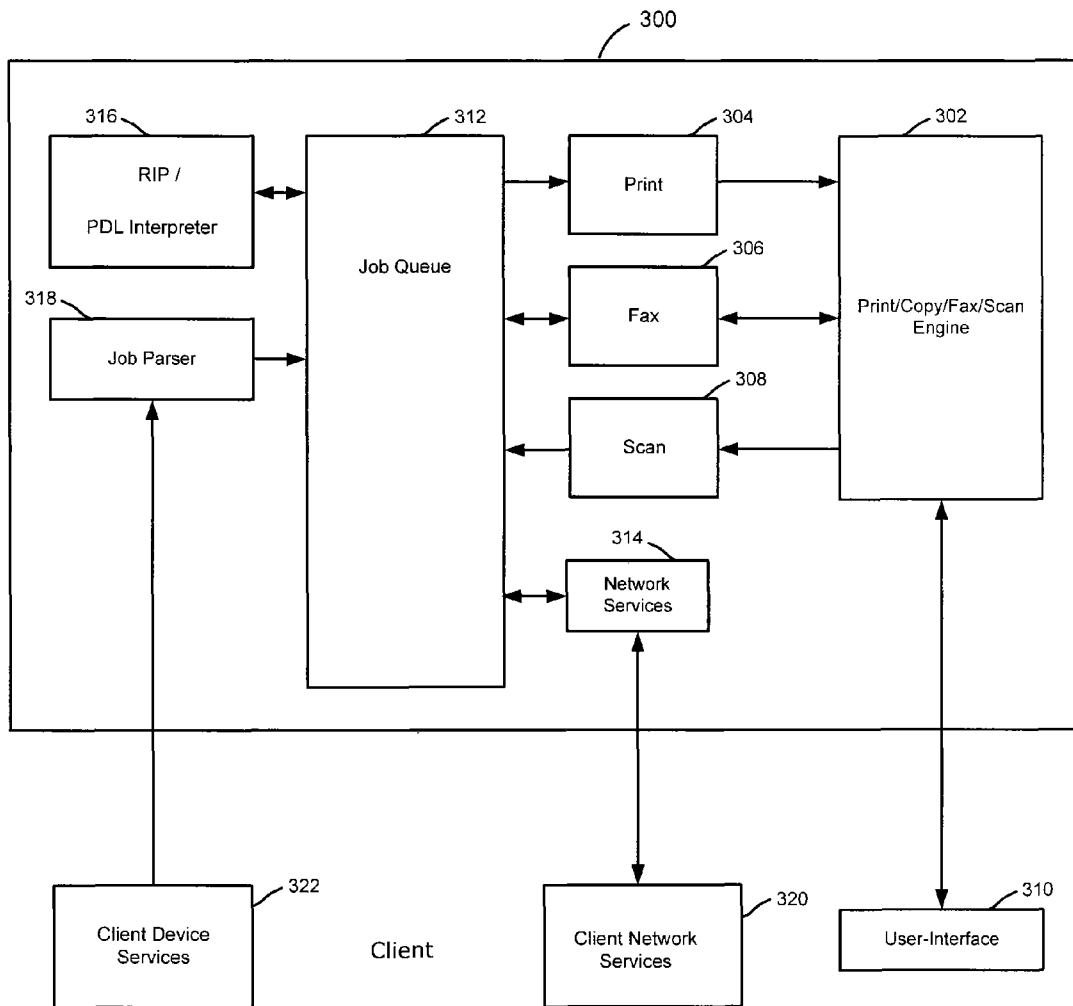 300
316
312
304
302
RIP /
PDL Interpreter
Job Queue
Print
306
Print/Copy/Fax/Scan
Engine
Fax
318
Job Parser
308
Scan
314
Network
Services
322
Client Device
Services
Client
320
Client Network
Services
310
User-Interface